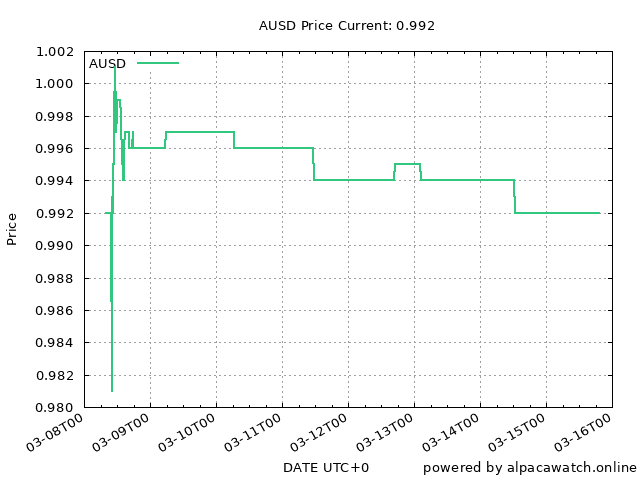 AUSD Price Current: 0.992
AUSD
1.002
1.000
0.998
0.996
0.994
0.992
0.990
0.988
0.986
0.984
0.982
0.980
Price
03-08T00
03-09T00
03-10T00
03-11T00
03-12T00
03-13T00
03-14T00
03-15T00
03-16T00
DATE UTC+0
powered by alpacawatch.online